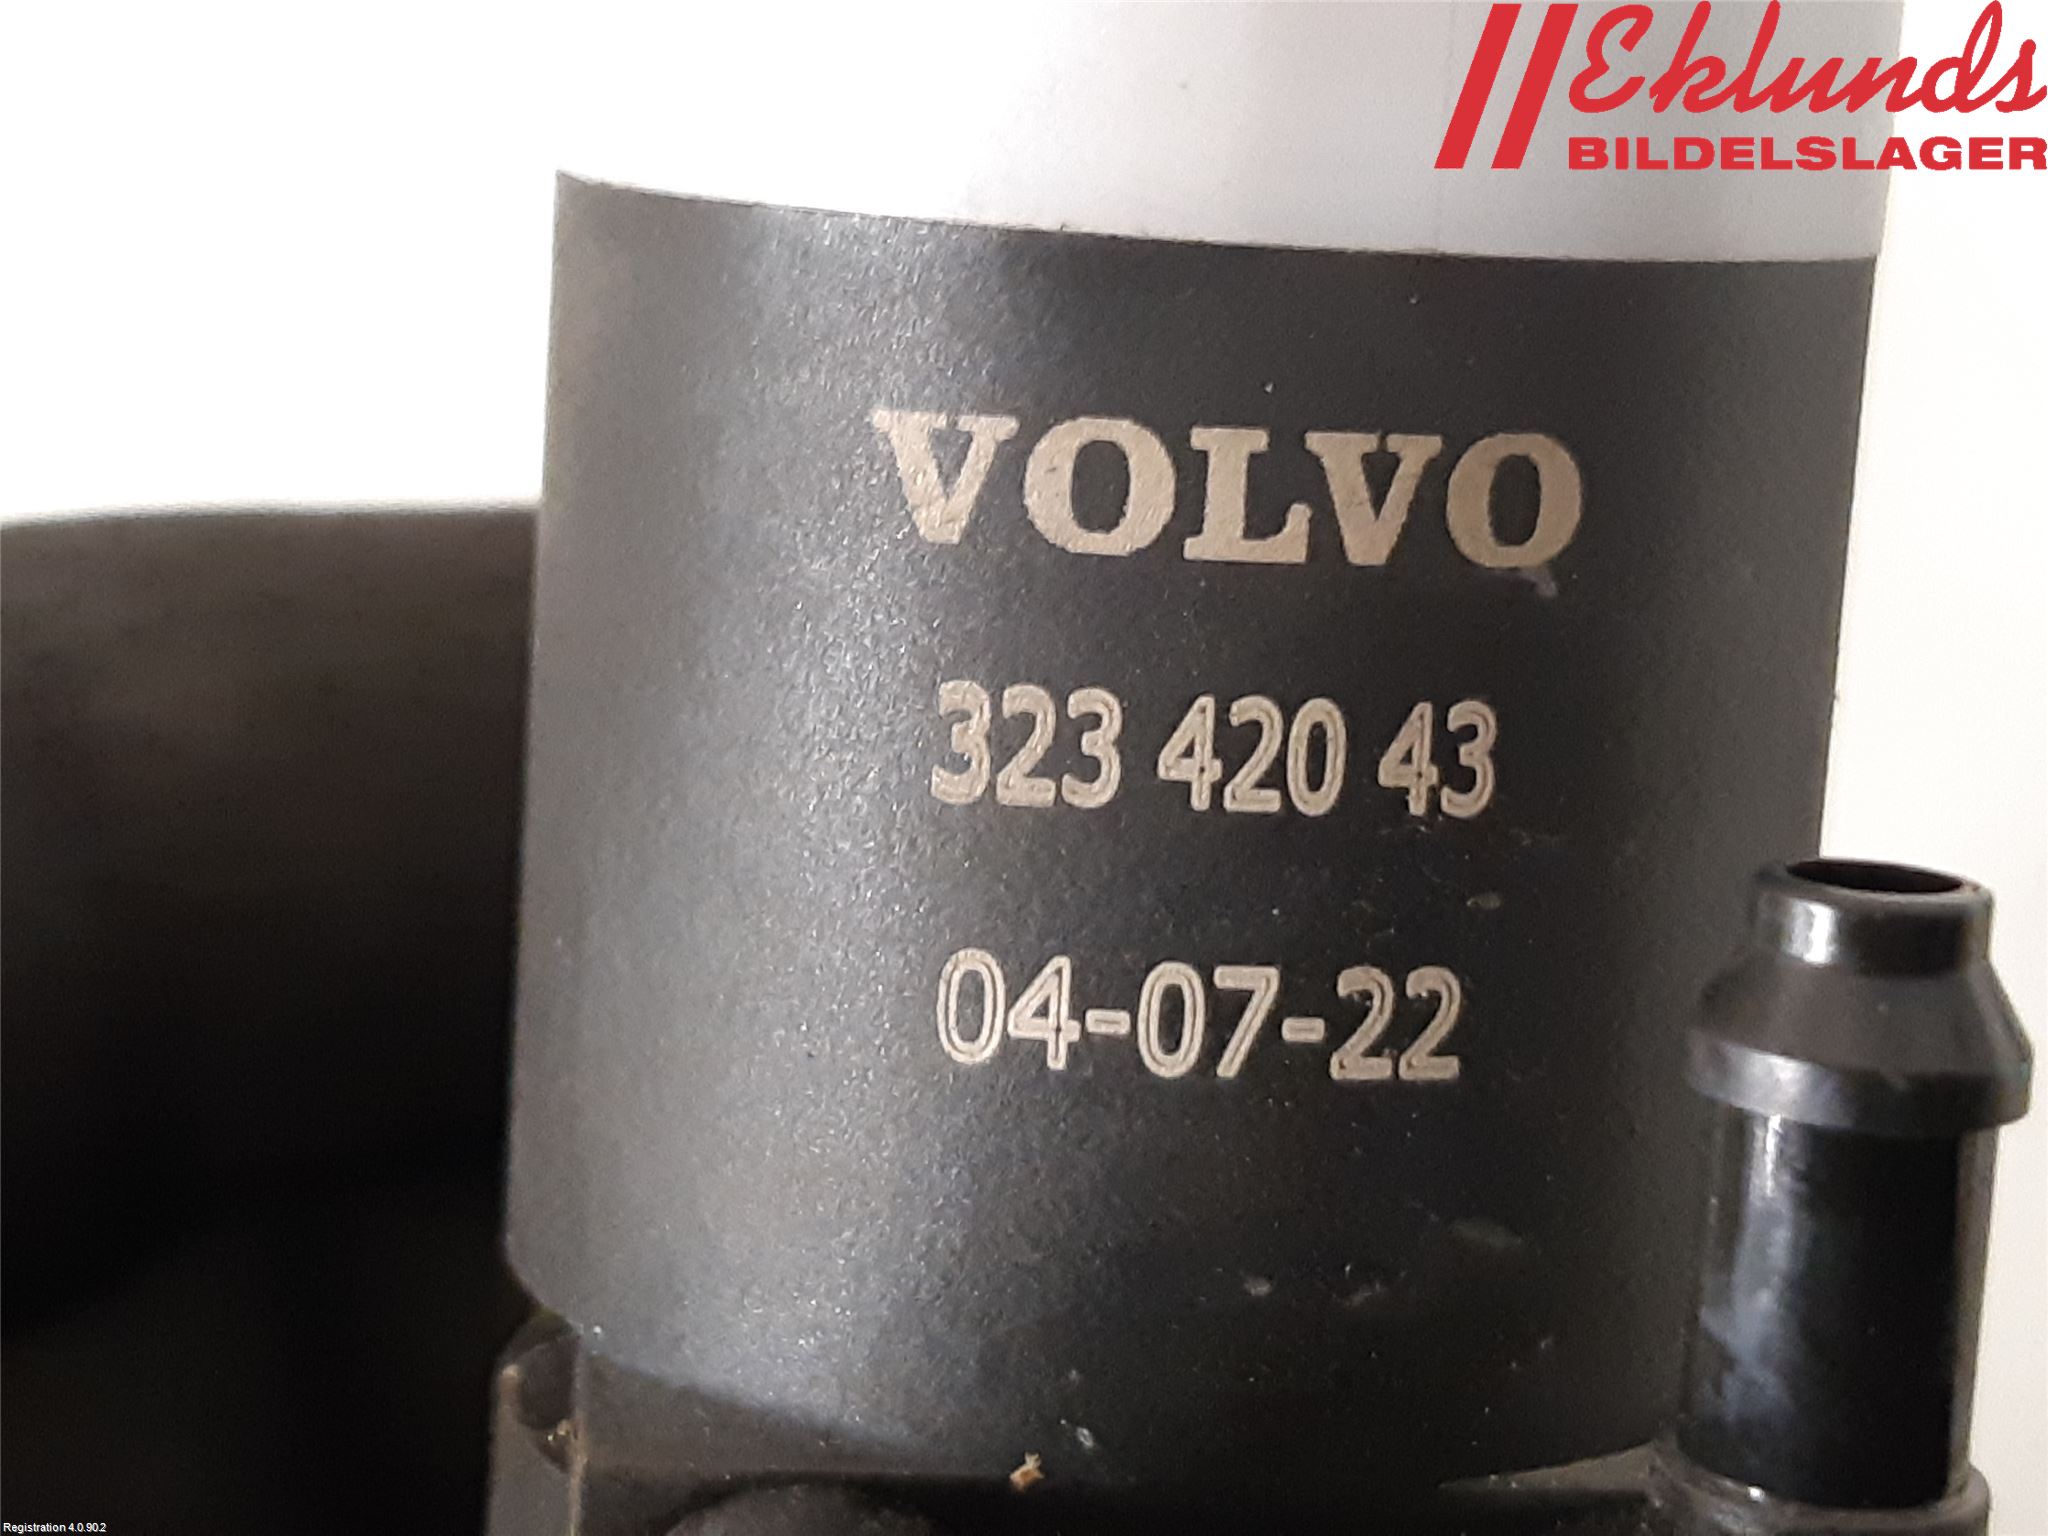 Eklunds
BILDELSLAGER
VOLVO
323 420 43
04-07-22
Registration 4.0.90.2